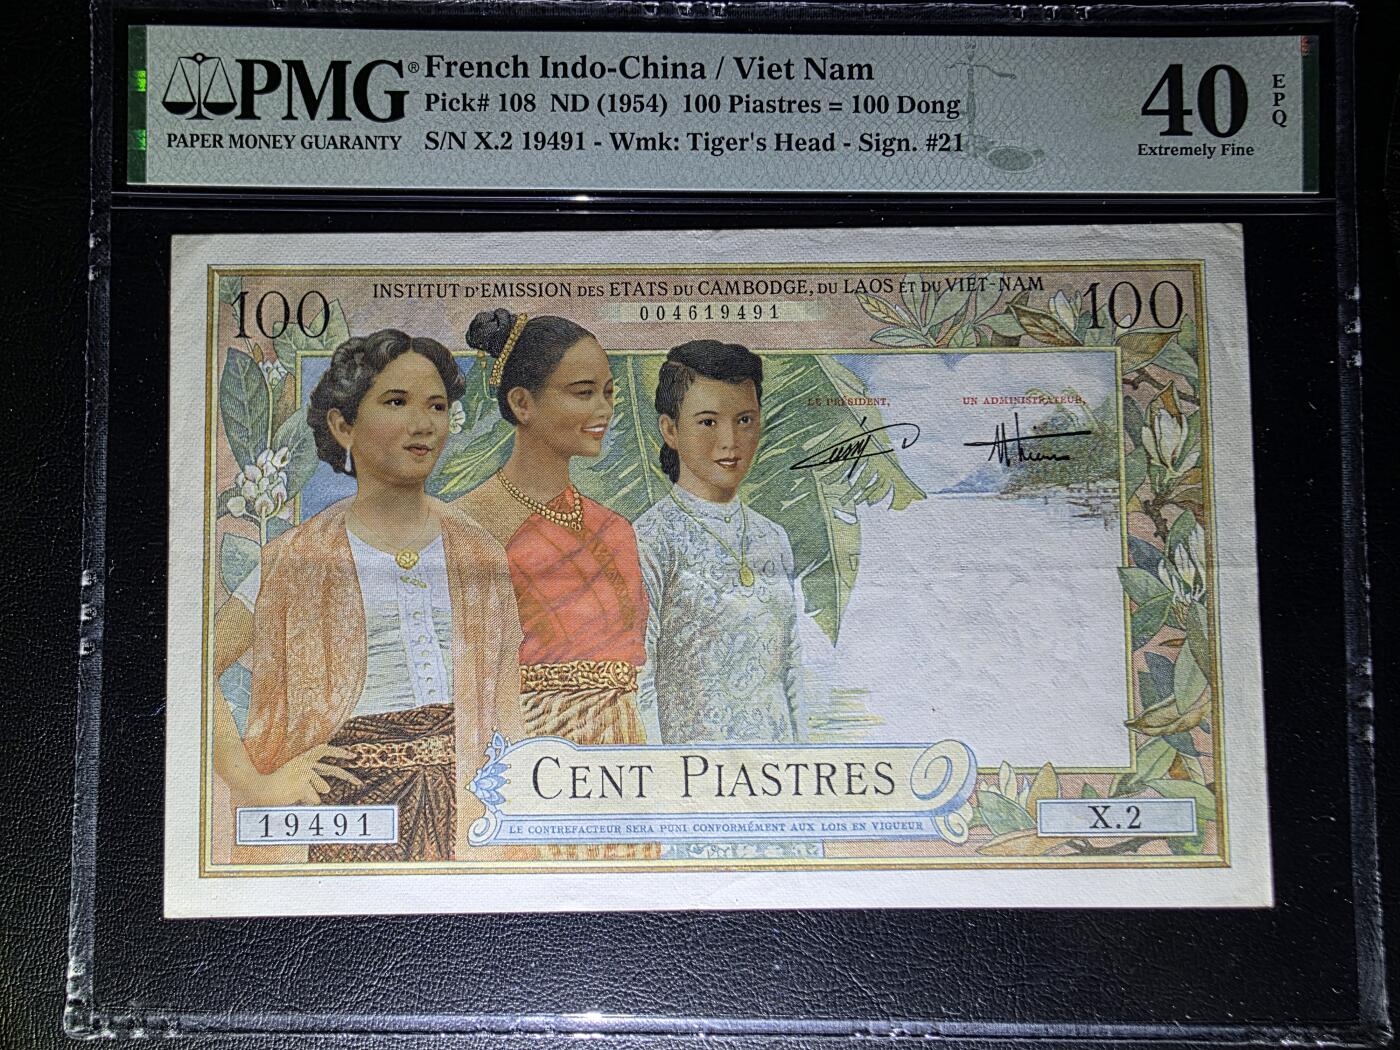 PMG®
PAPER MONEY GUARANTY
French Indo-China / Viet Nam
Pick# 108 ND (1954) 100 Piastres = 100 Dong
S/N X.2 19491 - Wmk: Tiger's Head - Sign. #21
40
Extremely Fine
EPQ
100
INSTITUT D'EMISSION DES ETATS DU CAMBODGE, DU LAOS ET DU VIET-NAM
100
004619491
LE PRÉSIDENT,
UN ADMINISTRATEUR,
CENT PIASTRES
LE CONTREFACTEUR SERA PUNI CONFORMÉMENT AUX LOIS EN VIGUEUR
19491
X.2